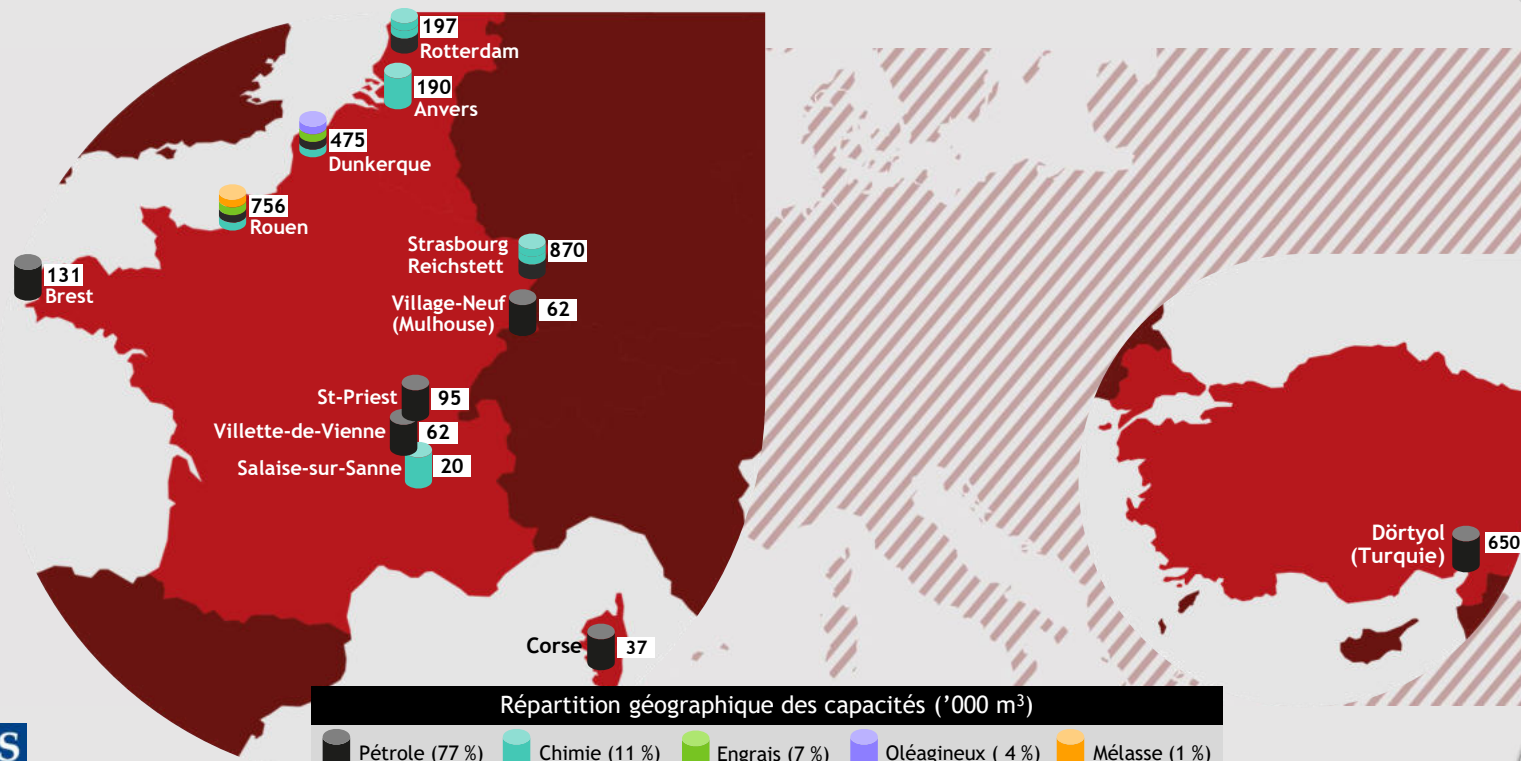 197
Rotterdam
190
Anvers
475
Dunkerque
756
Rouen
Strasbourg
Reichstett
870
131
Brest
Village-Neuf
(Mulhouse)
62
St-Priest
95
Villette-de-Vienne
62
Salaise-sur-Sanne
20
Dörtyol
(Turquie)
650
Corse
37
Répartition géographique des capacités (’000 m³)
S
Pétrole (77 %)
Chimie (11 %)
Engrais (7 %)
Oléagineux ( 4 %)
Mélasse (1 %)